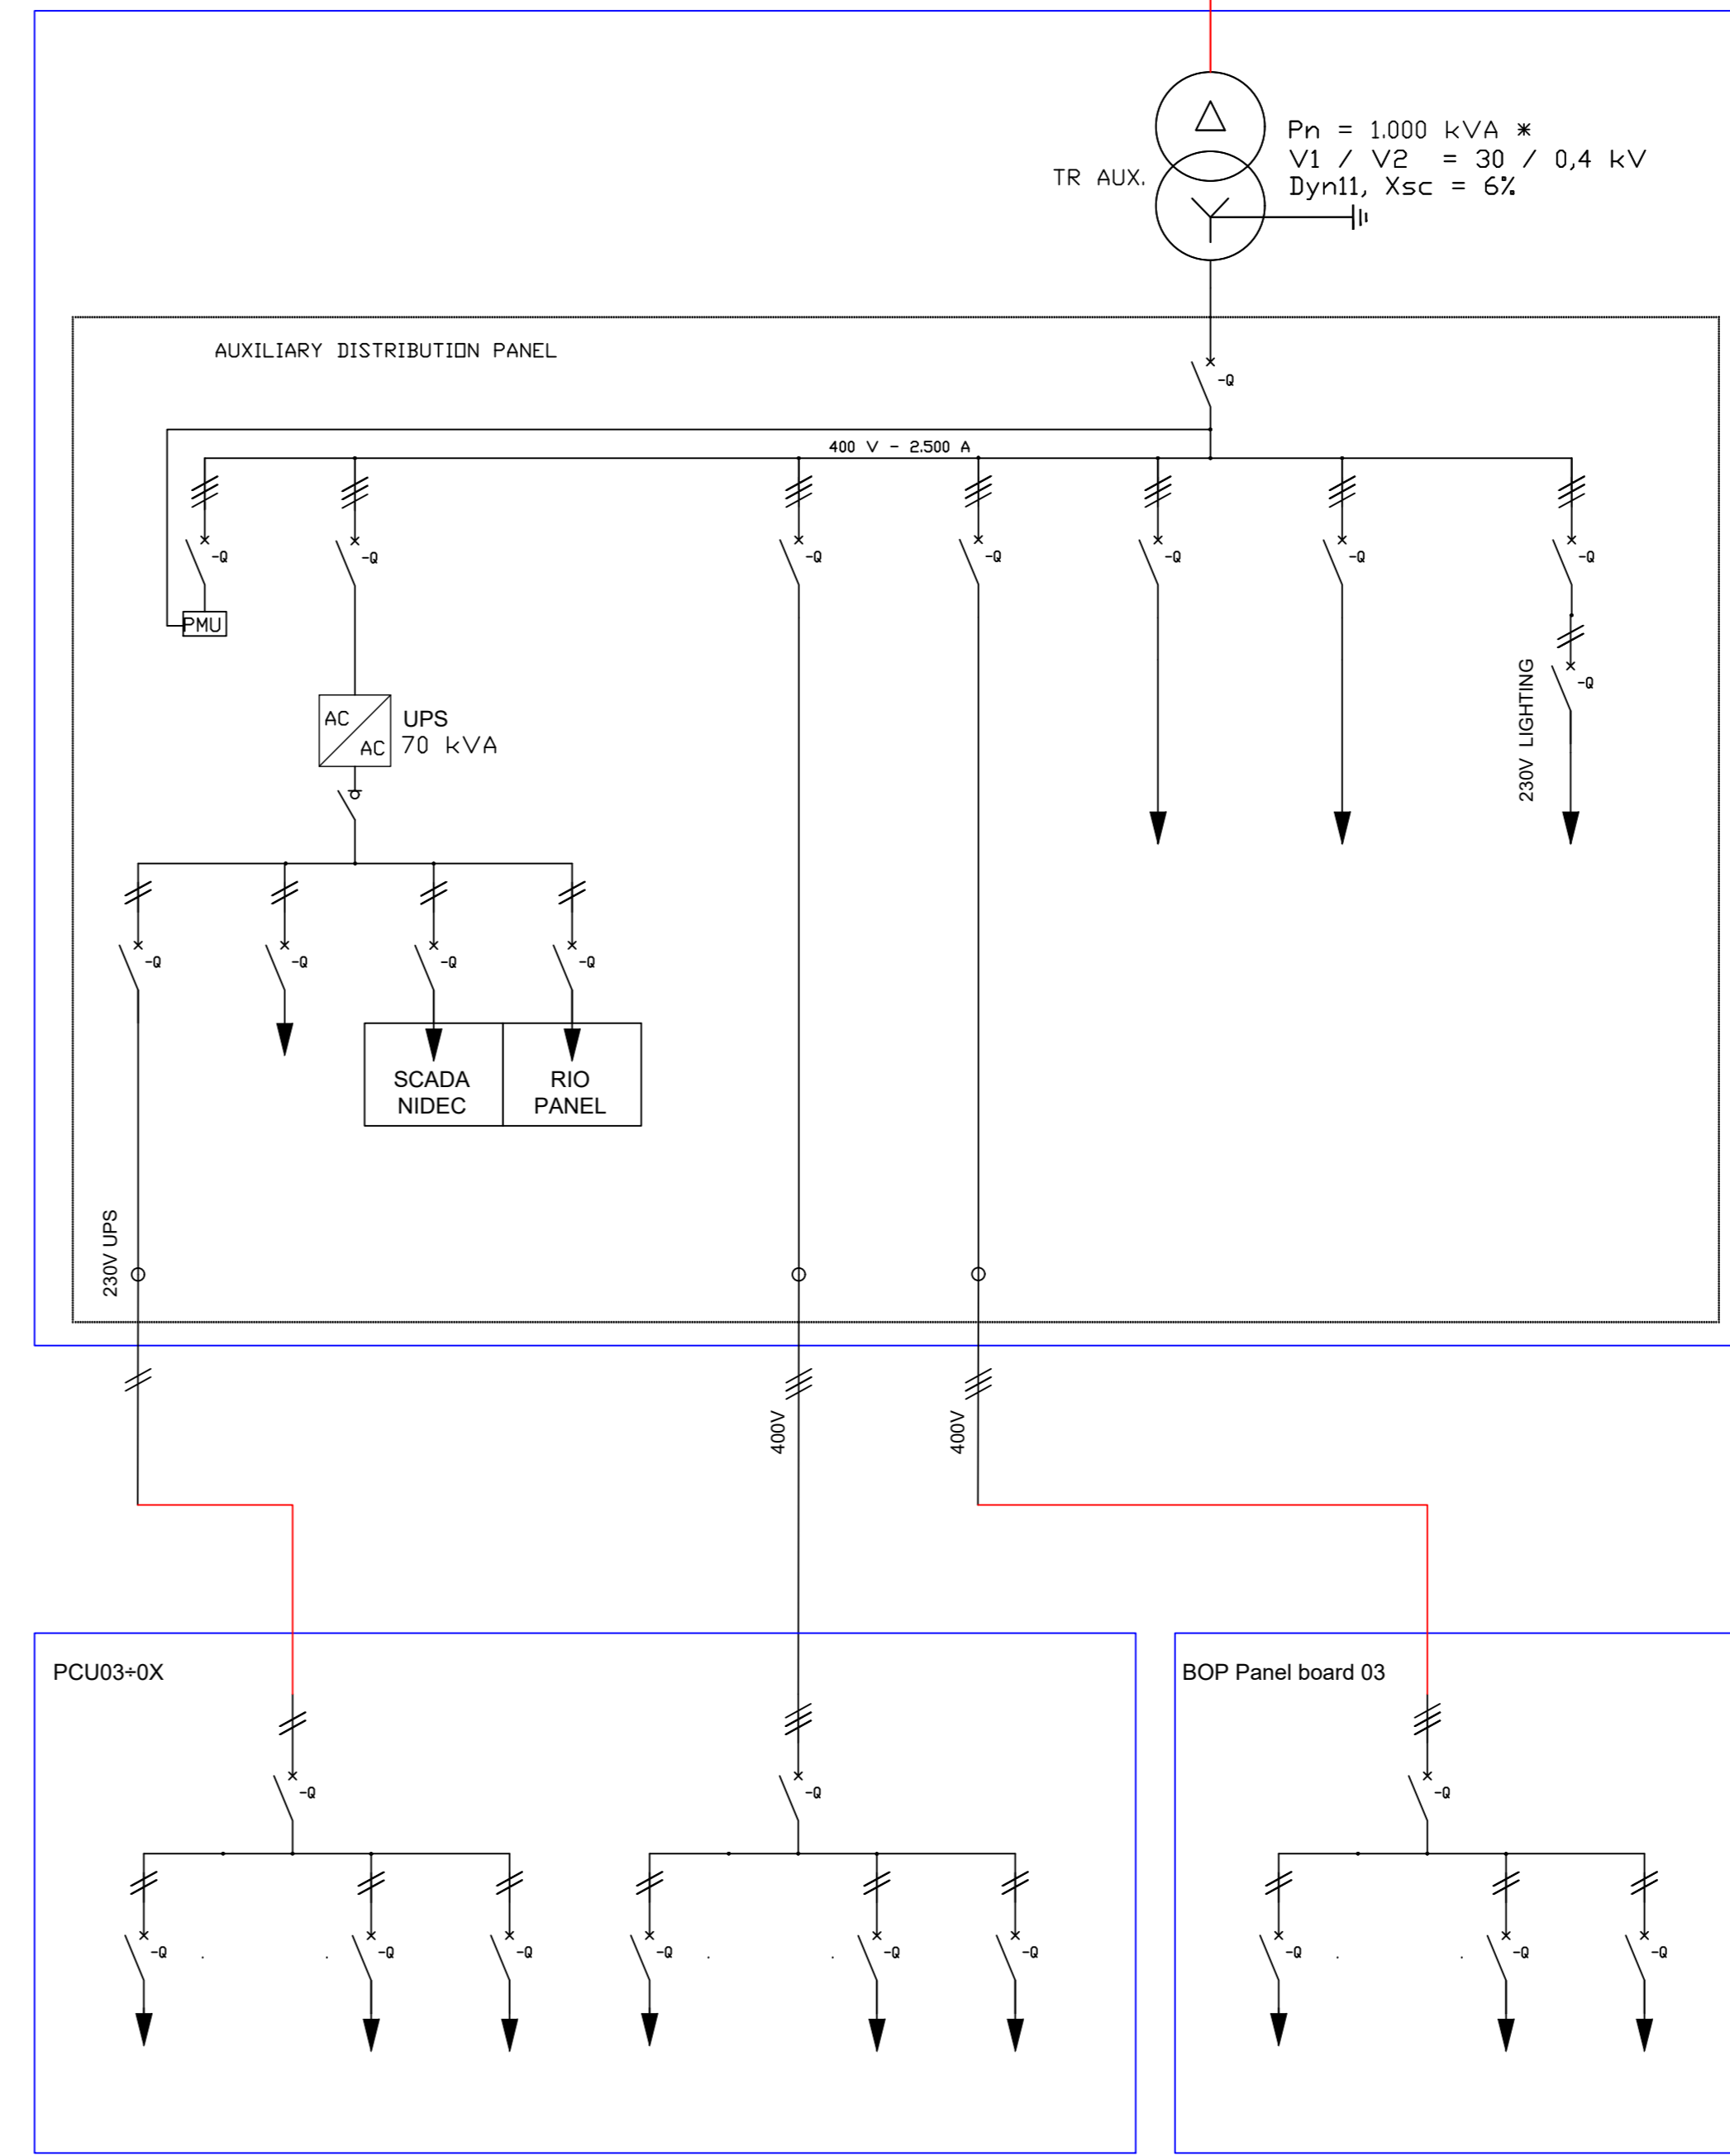 Pn = 1.000 kVA *
V1 / V2 = 30 / 0,4 kV
TR AUX.
Dyn11, Xsc = 6%
AUXILIARY DISTRIBUTION PANEL
-Q
400 V - 2.500 A
-Q
-Q
-Q
-Q
-Q
-Q
-Q
PMU
230V LIGHTING
-Q
AC
AC
UPS
70 kVA
-Q
-Q
-Q
-Q
SCADA
NIDEC
RIO
PANEL
230V UPS
400V
400V
PCU03÷0X
BOP Panel board 03
-Q
-Q
-Q
-Q
-Q
-Q
-Q
-Q
-Q
-Q
-Q
-Q